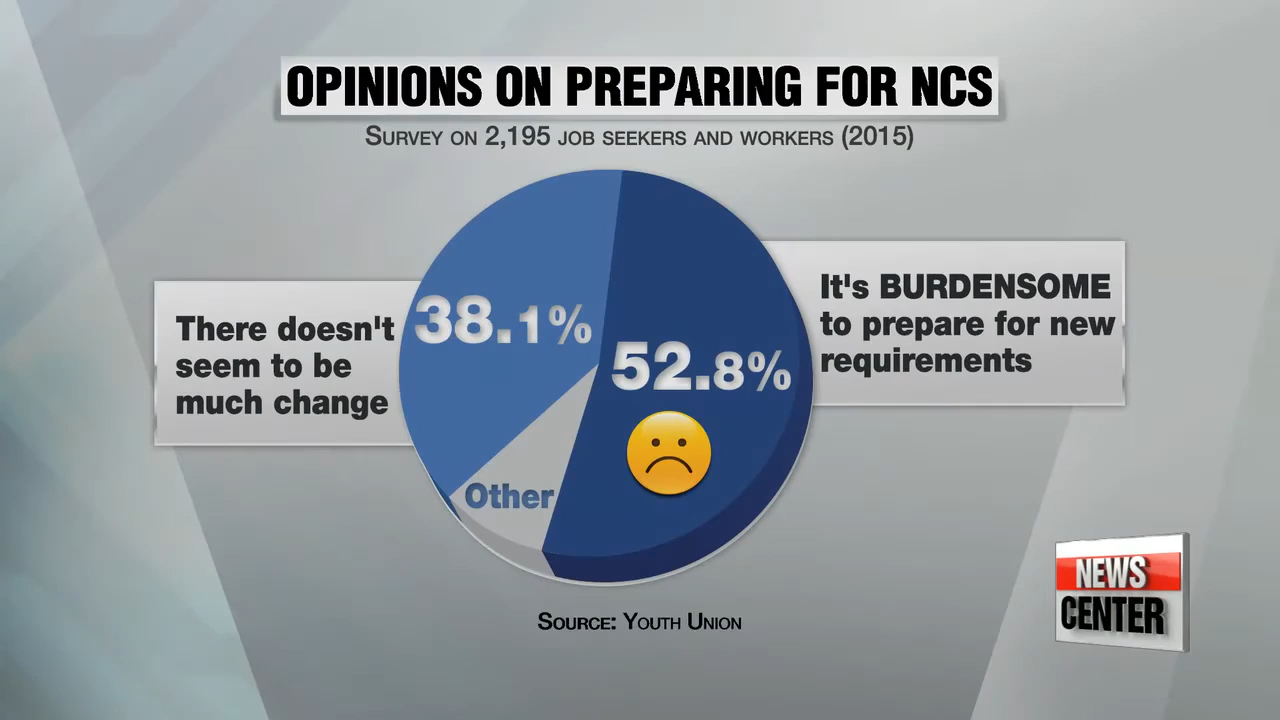 OPINIONS ON PREPARING FOR NCS
SURVEY ON 2,195 JOB SEEKERS AND WORKERS (2015)
There doesn't
seem to be
much change
38.1%
52.8%
Other
It's BURDENSOME
to prepare for new
requirements
SOURCE: YOUTH UNION
NEWS
CENTER